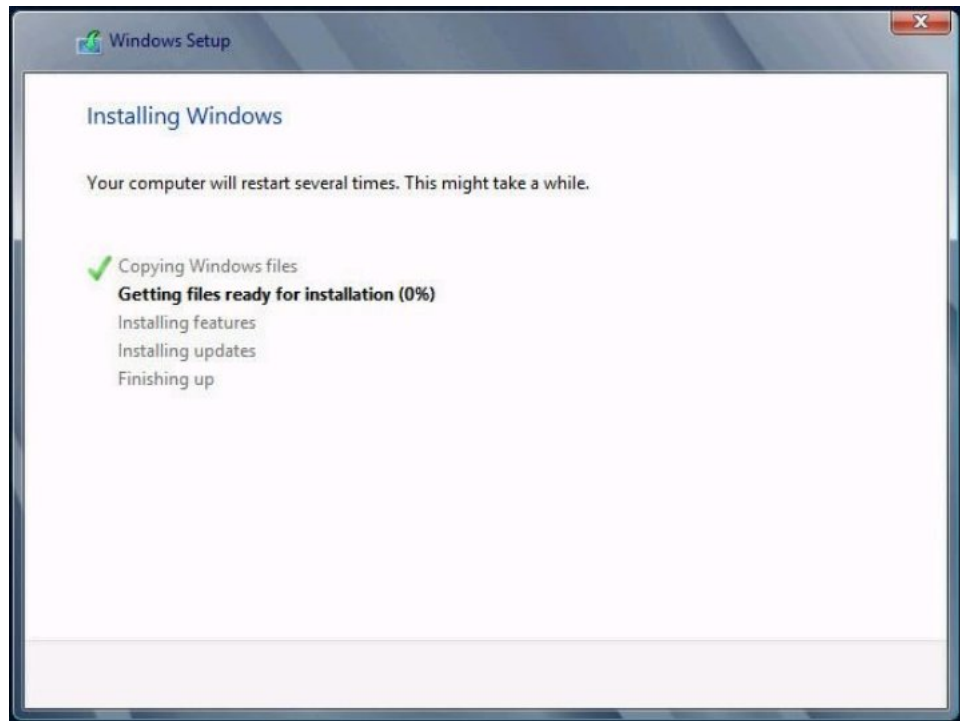 Windows Setup
Installing Windows
Your computer will restart several times. This might take a while.
Copying Windows files
Getting files ready for installation (0%)
Installing features
Installing updates
Finishing up